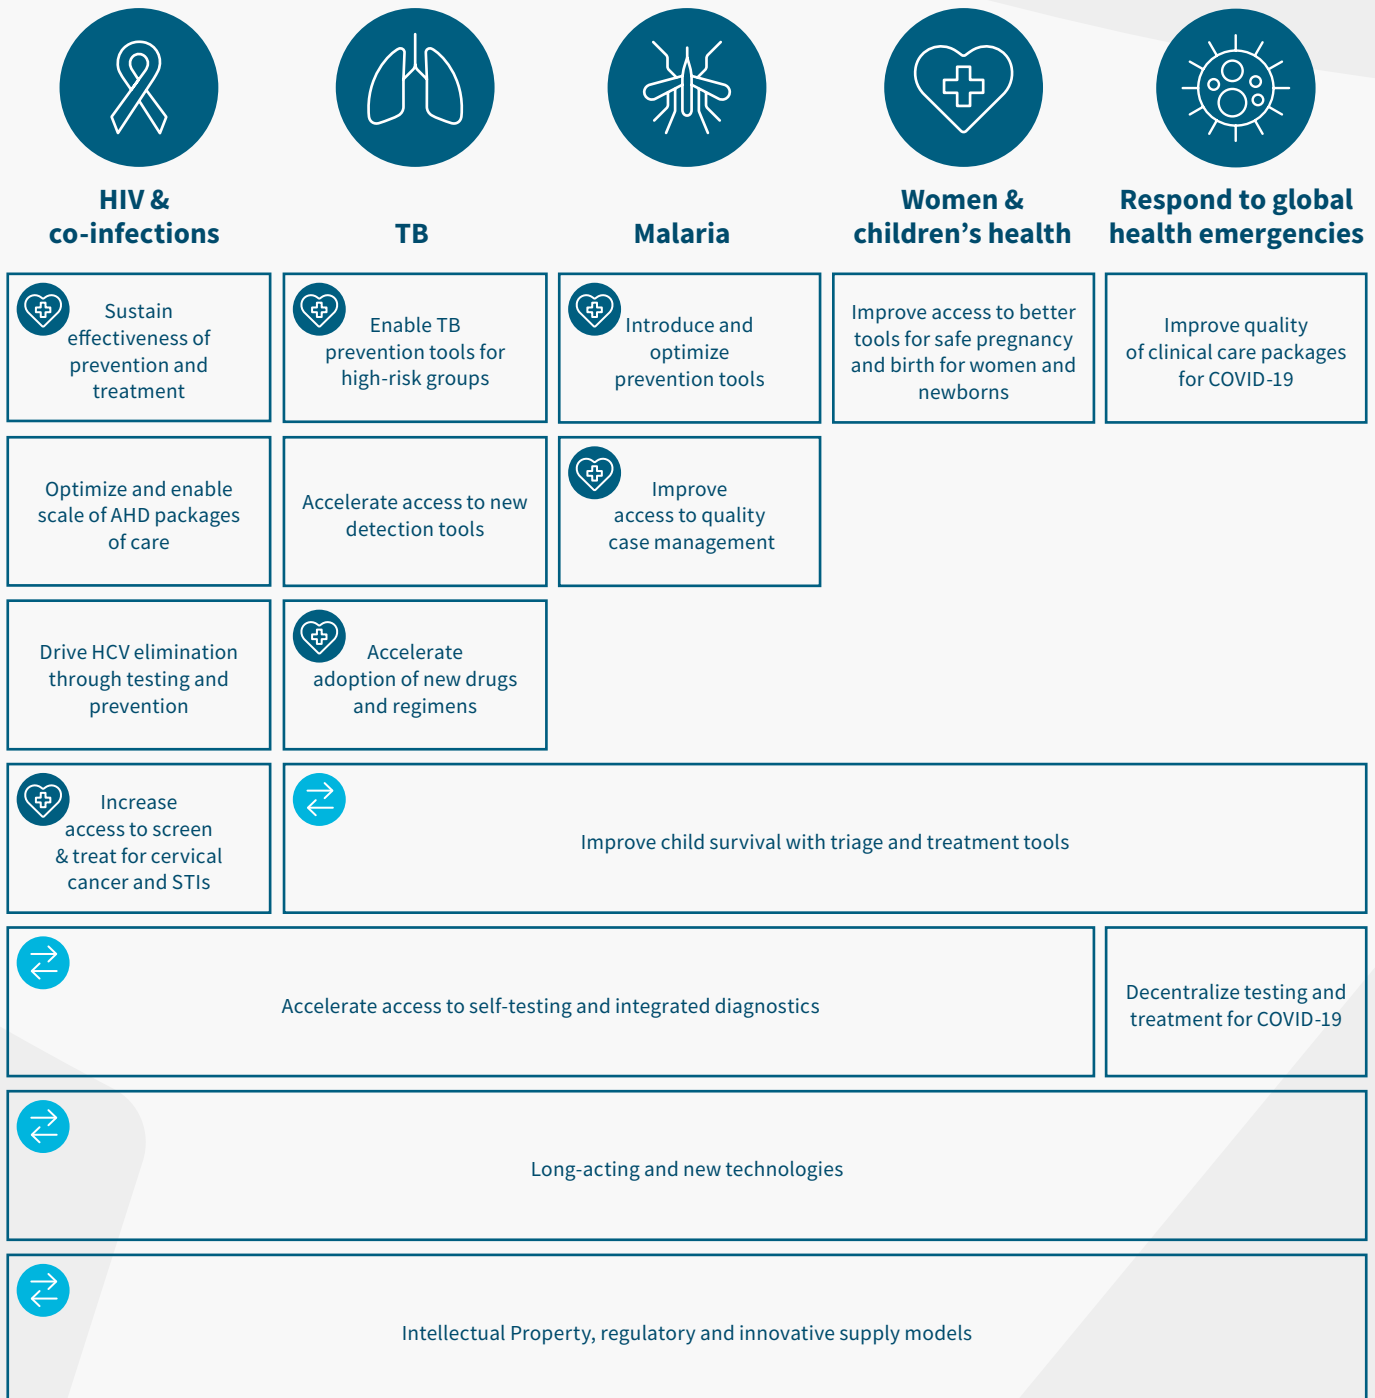 HIV &
co-infections
TB
Malaria
Women &
children’s health
Respond to global
health emergencies
Sustain
effectiveness of
prevention and
treatment
Enable TB
prevention tools for
high-risk groups
Introduce and
optimize
prevention tools
Improve access to better
tools for safe pregnancy
and birth for women and
newborns
Improve quality
of clinical care packages
for COVID-19
Optimize and enable
scale of AHD packages
of care
Accelerate access to new
detection tools
Improve
access to quality
case management
Drive HCV elimination
through testing and
prevention
Accelerate
adoption of new drugs
and regimens
Increase
access to screen
& treat for cervical
cancer and STIs
Improve child survival with triage and treatment tools
Accelerate access to self-testing and integrated diagnostics
Decentralize testing and
treatment for COVID-19
Long-acting and new technologies
Intellectual Property, regulatory and innovative supply models